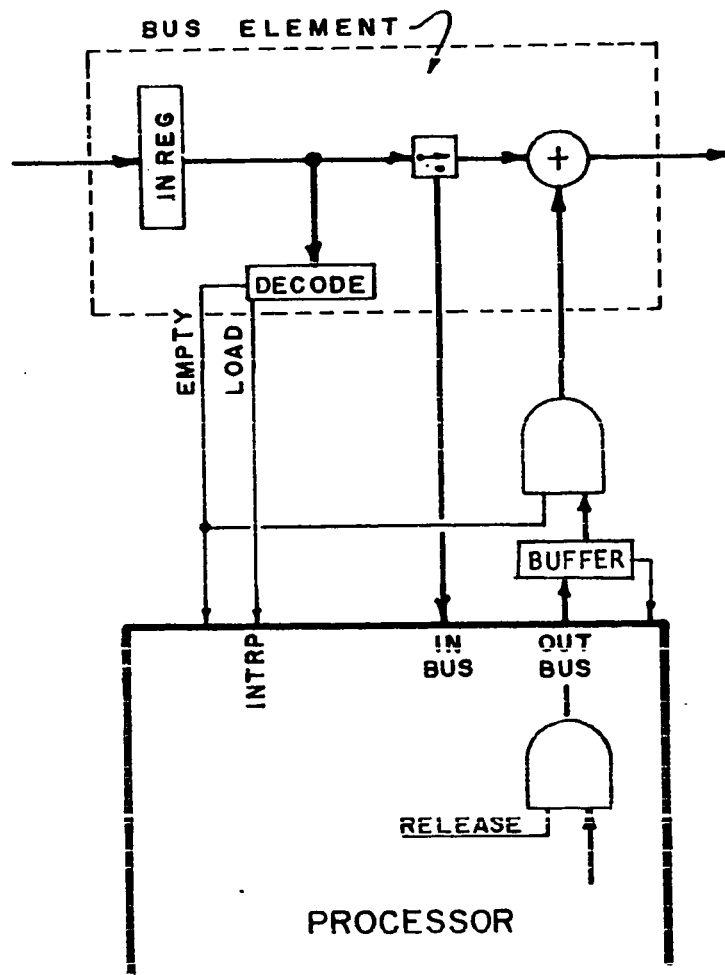 BUS ELEMENT
IN REG
+
DECODE
EMPTY
LOAD
BUFFER
INTRP
IN
BUS
OUT
BUS
RELEASE
PROCESSOR